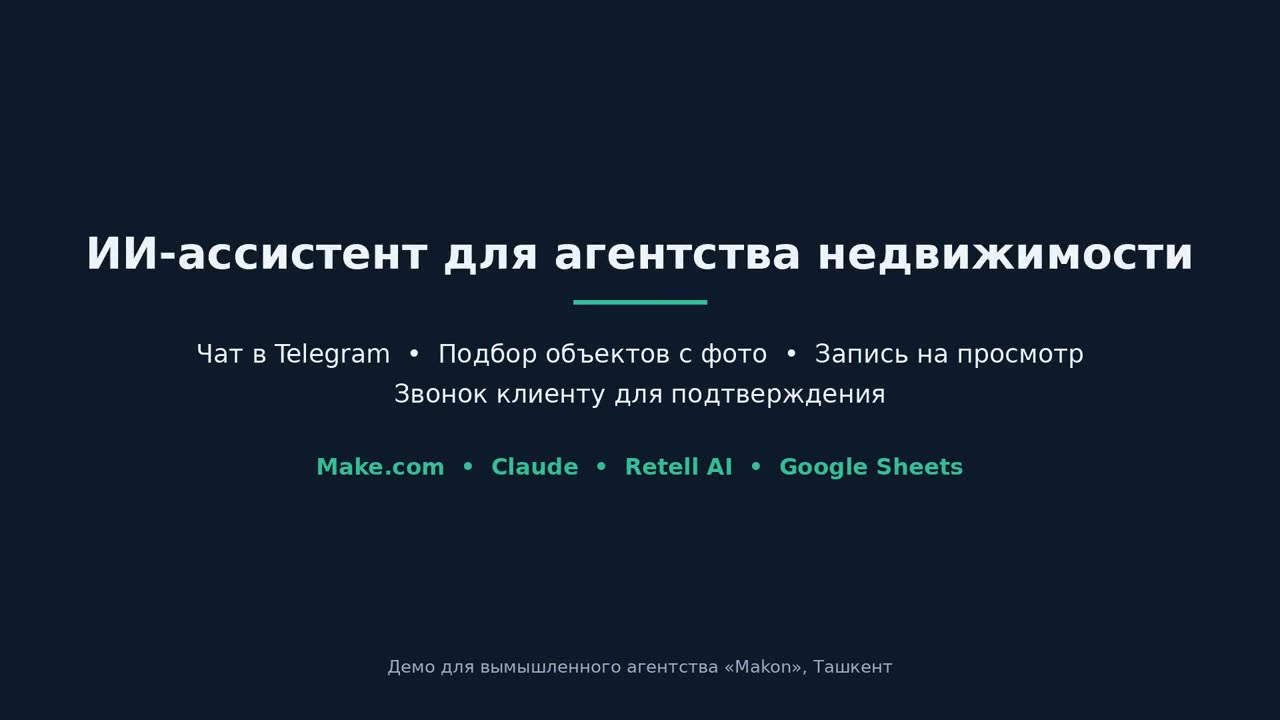 ИИ-ассистент для агентства недвижимости
Чат в Telegram • Подбор объектов с фото • Запись на просмотр
Звонок клиенту для подтверждения
Make.com • Claude • Retell AI • Google Sheets
Демо для вымышленного агентства «Makon», Ташкент